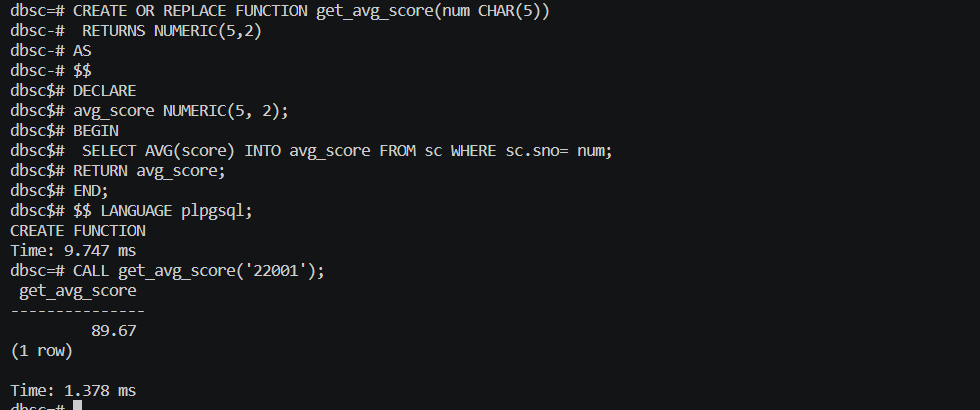 dbsc=# CREATE OR REPLACE FUNCTION get_avg_score(num CHAR(5))
dbsc-#  RETURNS NUMERIC(5,2)
dbsc-# AS
dbsc-# $$
dbsc$# DECLARE
dbsc$# avg_score NUMERIC(5, 2);
dbsc$# BEGIN
dbsc$#  SELECT AVG(score) INTO avg_score FROM sc WHERE sc.sno= num;
dbsc$# RETURN avg_score;
dbsc$# END;
dbsc$# $$ LANGUAGE plpgsql;
CREATE FUNCTION
Time: 9.747 ms
dbsc=# CALL get_avg_score('22001');
 get_avg_score
---------------
         89.67
(1 row)

Time: 1.378 ms
dbsc=#